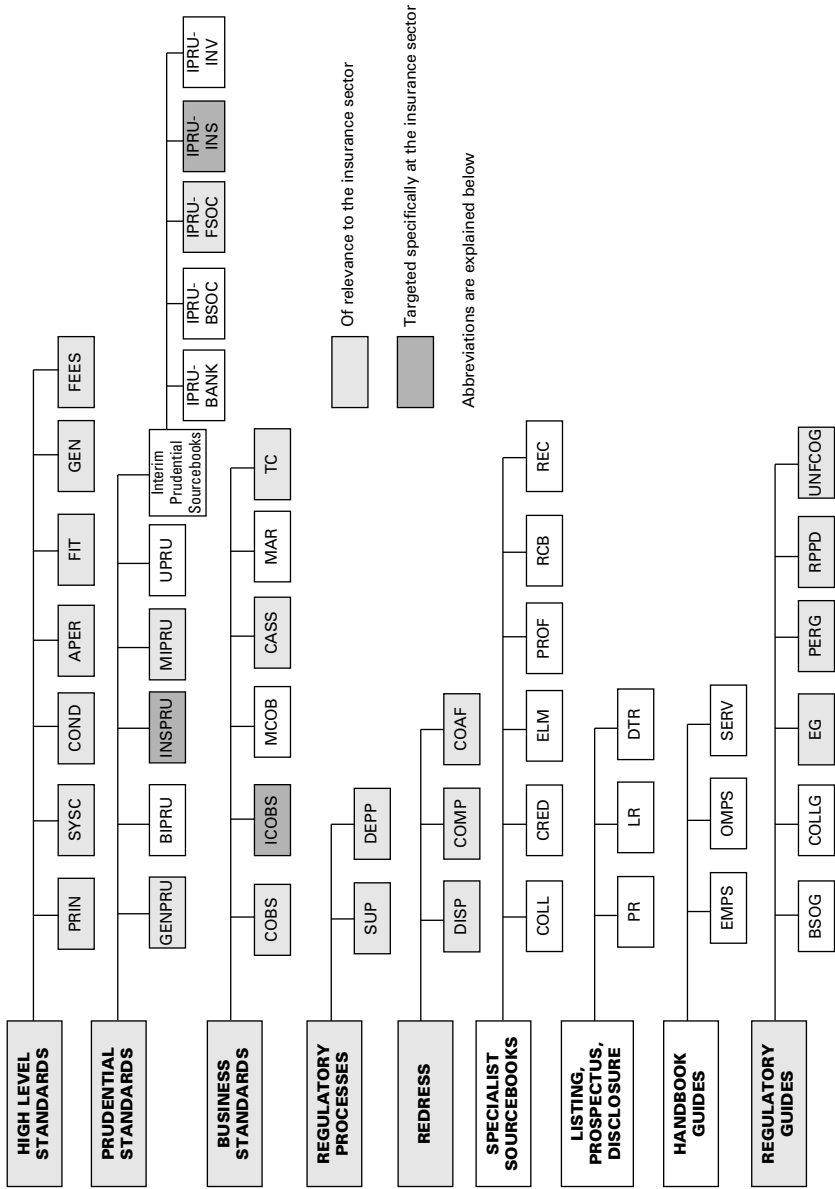 HIGH LEVEL
STANDARDS
PRIN
SYSC
COND
APER
FIT
GEN
FEES
PRUDENTIAL
STANDARDS
GENPRU
BIPRU
INSPRU
MIPRU
UPRU
Interim
Prudential
Sourcebooks
IPRU-
BANK
IPRU-
BSOC
IPRU-
FSOC
IPRU-
INS
IPRU-
INV
BUSINESS
STANDARDS
COBS
ICOBS
MCOB
CASS
MAR
TC
REGULATORY
PROCESSES
SUP
DEPP
REDRESS
DISP
COMP
COAF
SPECIALIST
SOURCEBOOKS
COLL
CRED
ELM
PROF
RCB
REC
LISTING,
PROSPECTUS,
DISCLOSURE
PR
LR
DTR
HANDBOOK
GUIDES
EMPS
OMPS
SERV
REGULATORY
GUIDES
BSOG
COLLG
EG
PERG
RPPD
UNFCOG
Of relevance to the insurance sector
Targeted specifically at the insurance sector
Abbreviations are explained below